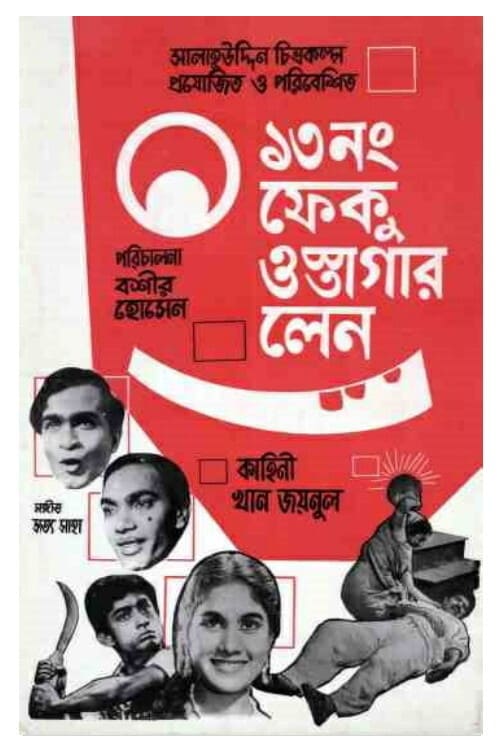 সালাহ্উদ্দিন চিত্রকল্প
প্রযোজিত ও পরিবেশিত
১৩নং
ফেকু
ওস্তাগার
লেন
পরিচালনা
বশীর
হোসেন
কাহিনী
খান জয়নুল
সঙ্গীত
সত্য সাহা